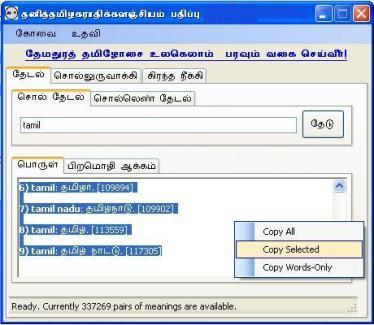 தனித்தமிழகராதிக்களஞ்சியம் பதிப்பு
கோவை உதவி
தேமதுரத் தமிழோசை உலகெலாம் பரவும் வகை செய்வீர்!
தேடல் சொல்லுருவாக்கி கிரந்த நீக்கி
சொல் தேடல் சொல்லெண் தேடல்
tamil தேடு
பொருள் பிறமொழி ஆக்கம்
6) tamil: தமிழா. [109894]
7) tamil nadu: தமிழ்நாடு. [109902]
8) tamil: தமிழ். [113559]
9) tamil: தமிழ் நாட்டு. [117305]
Copy All
Copy Selected
Copy Words-Only
Ready. Currently 337269 pairs of meanings are available.